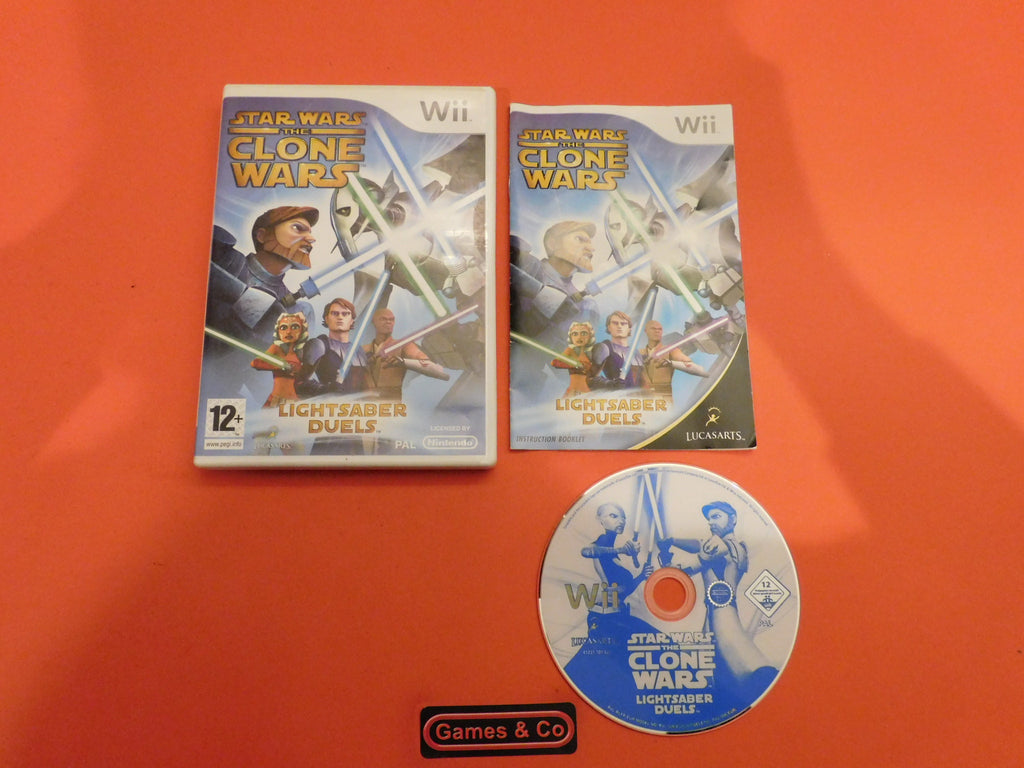 Wii
STAR WARS
THE
CLONE
WARS
LIGHTSABER
DUELS
12+
www.pegi.info
PAL
LICENSED BY
Nintendo
Wii
STAR WARS
THE
CLONE
WARS
LIGHTSABER
DUELS
INSTRUCTION BOOKLET
LUCASARTS
Wii
12
PAL
LUCASARTS
STAR WARS
THE
CLONE
WARS
LIGHTSABER
DUELS
Games & Co